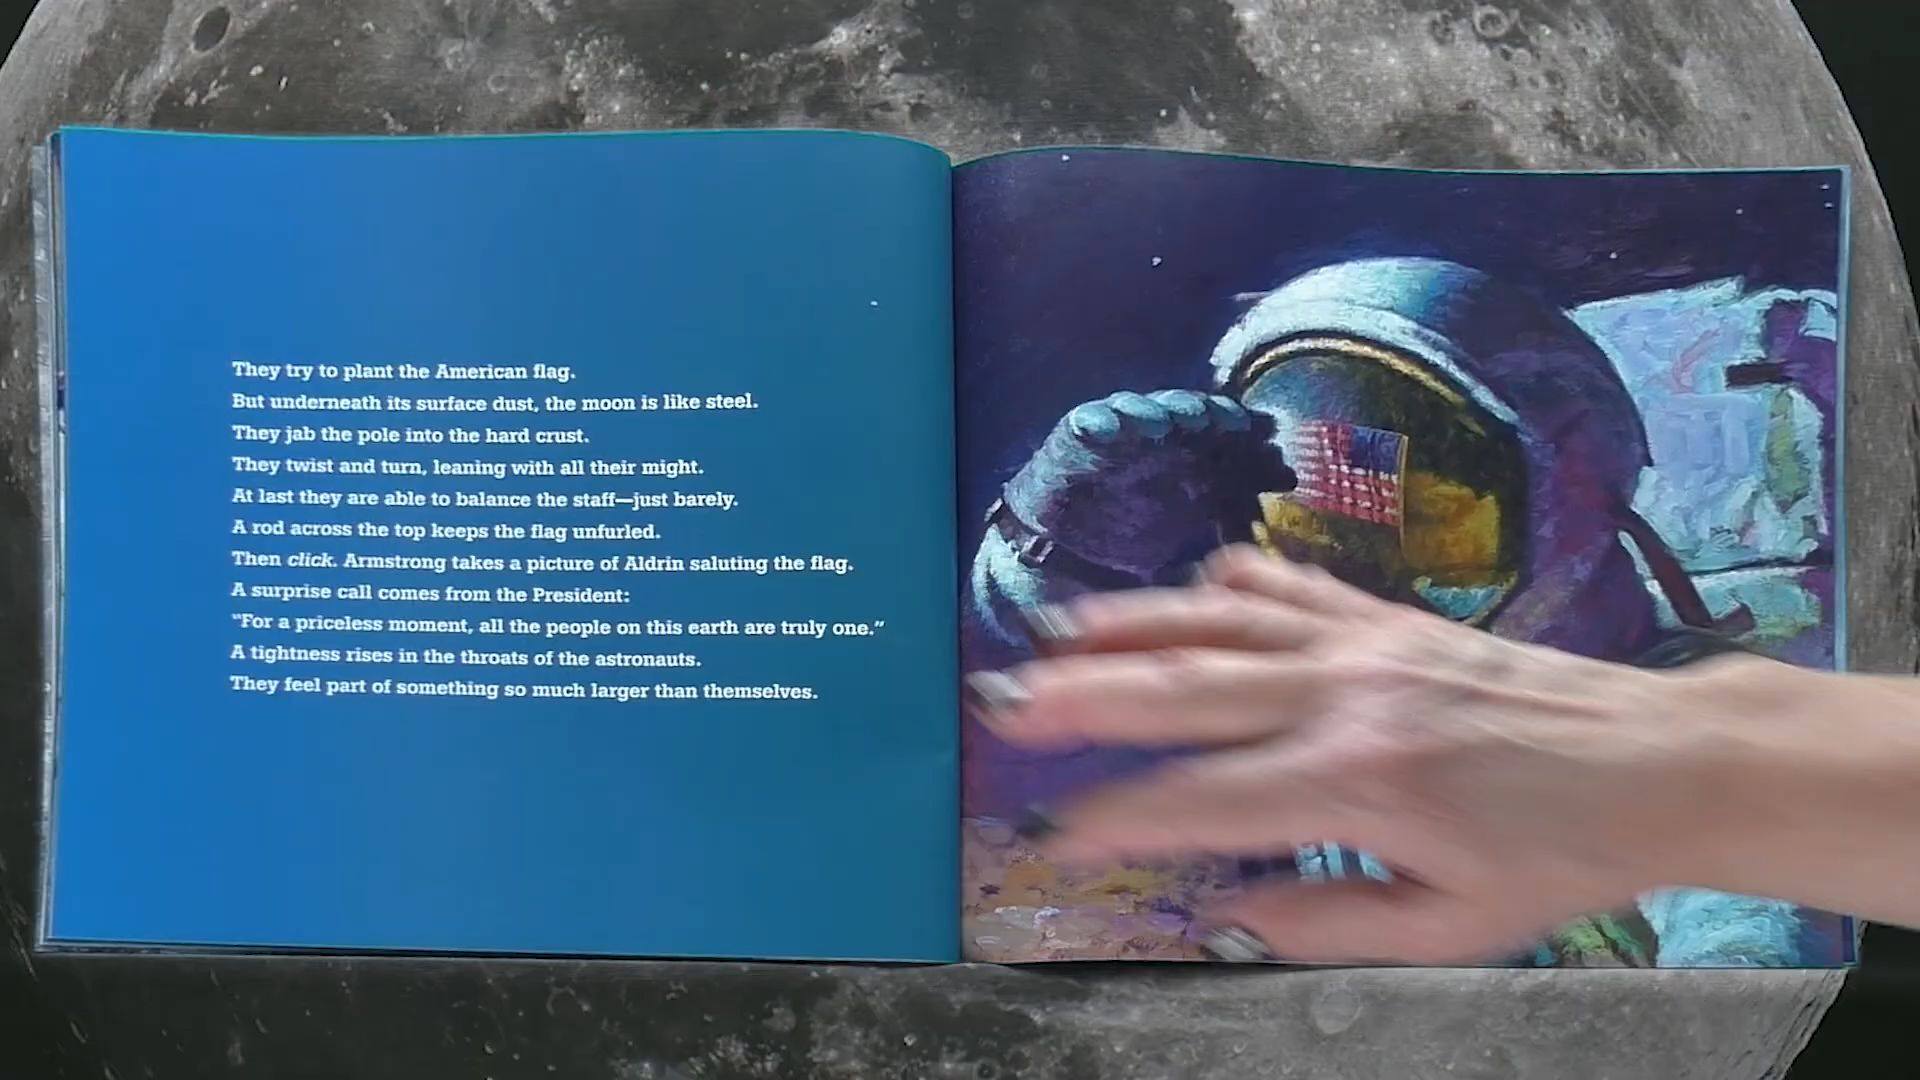 They try to plant the American flag.
But underneath its surface dust, the moon is like steel.
They jab the pole into the hard crust.
They twist and turn, leaning with all their might.
At last they are able to balance the staff—just barely.
A rod across the top keeps the flag unfurled.
Then click. Armstrong takes a picture of Aldrin saluting the flag.
A surprise call comes from the President:
“For a priceless moment, all the people on this earth are truly one.”
A tightness rises in the throats of the astronauts.
They feel part of something so much larger than themselves.